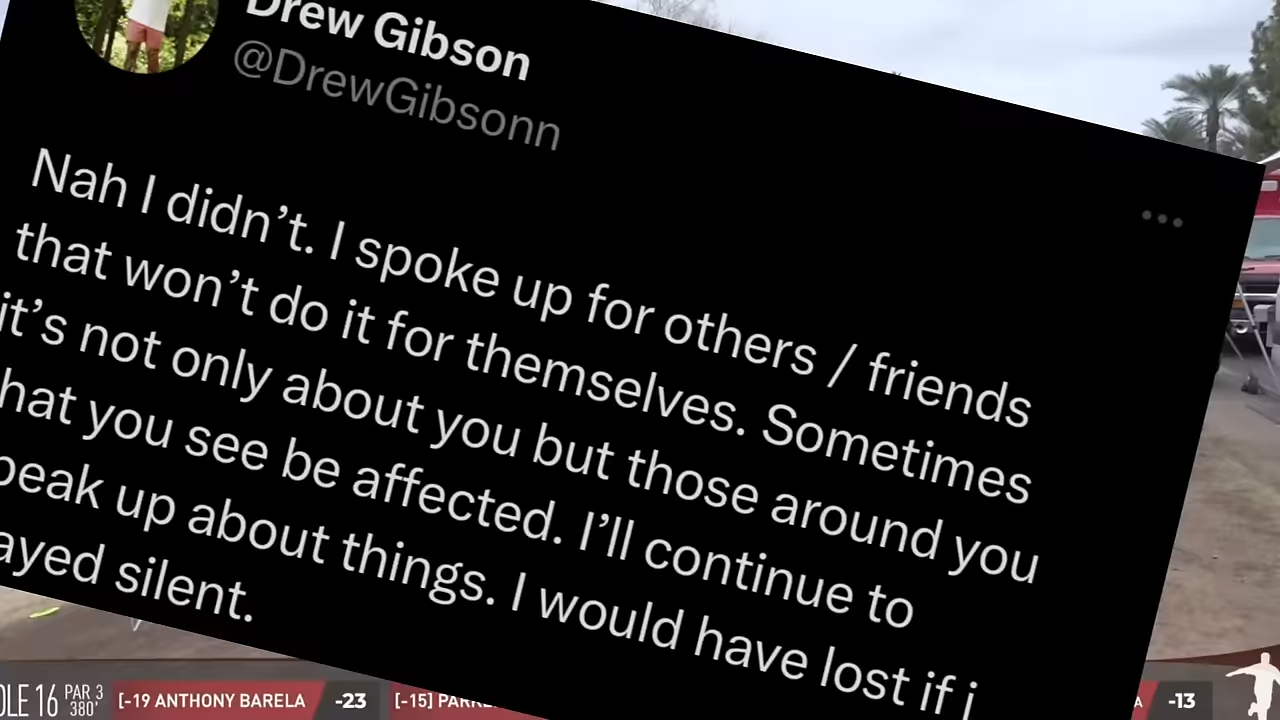 Drew Gibson
@DrewGibsonn
Nah I didn't. I spoke up for others / friends
that won't do it for themselves. Sometimes
it's not only about you but those around you
hat you see be affected. I'll continue to
peak up about things. I would have lost if i
ayed silent.
OLE 16 PAR 3 380'
[-19 ANTHONY BARELA -23 [-15] -13